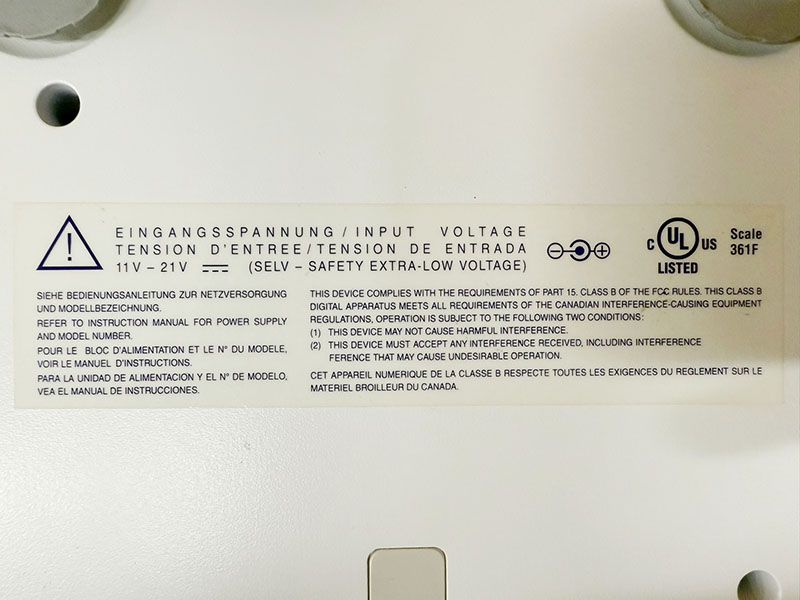 EINGANGSSPANNUNG / INPUT VOLTAGE
TENSION D'ENTREE / TENSION DE ENTRADA
11V – 21V (SELV – SAFETY EXTRA-LOW VOLTAGE)
C UL US
LISTED
Scale
361F
SIEHE BEDIENUNGSANLEITUNG ZUR NETZVERSORGUNG
UND MODELLBEZEICHNUNG.
REFER TO INSTRUCTION MANUAL FOR POWER SUPPLY
AND MODEL NUMBER.
POUR LE BLOC D'ALIMENTATION ET LE N° DU MODELE,
VOIR LE MANUEL D'INSTRUCTIONS.
PARA LA UNIDAD DE ALIMENTACION Y EL N° DE MODELO,
VEA EL MANUAL DE INSTRUCCIONES.
THIS DEVICE COMPLIES WITH THE REQUIREMENTS OF PART 15. CLASS B OF THE FCC RULES. THIS CLASS B
DIGITAL APPARATUS MEETS ALL REQUIREMENTS OF THE CANADIAN INTERFERENCE-CAUSING EQUIPMENT
REGULATIONS, OPERATION IS SUBJECT TO THE FOLLOWING TWO CONDITIONS:
(1) THIS DEVICE MAY NOT CAUSE HARMFUL INTERFERENCE.
(2) THIS DEVICE MUST ACCEPT ANY INTERFERENCE RECEIVED, INCLUDING INTERFERENCE
FERENCE THAT MAY CAUSE UNDESIRABLE OPERATION.
CET APPAREIL NUMERIQUE DE LA CLASSE B RESPECTE TOUTES LES EXIGENCES DU REGLEMENT SUR LE
MATERIEL BROILLEUR DU CANADA.